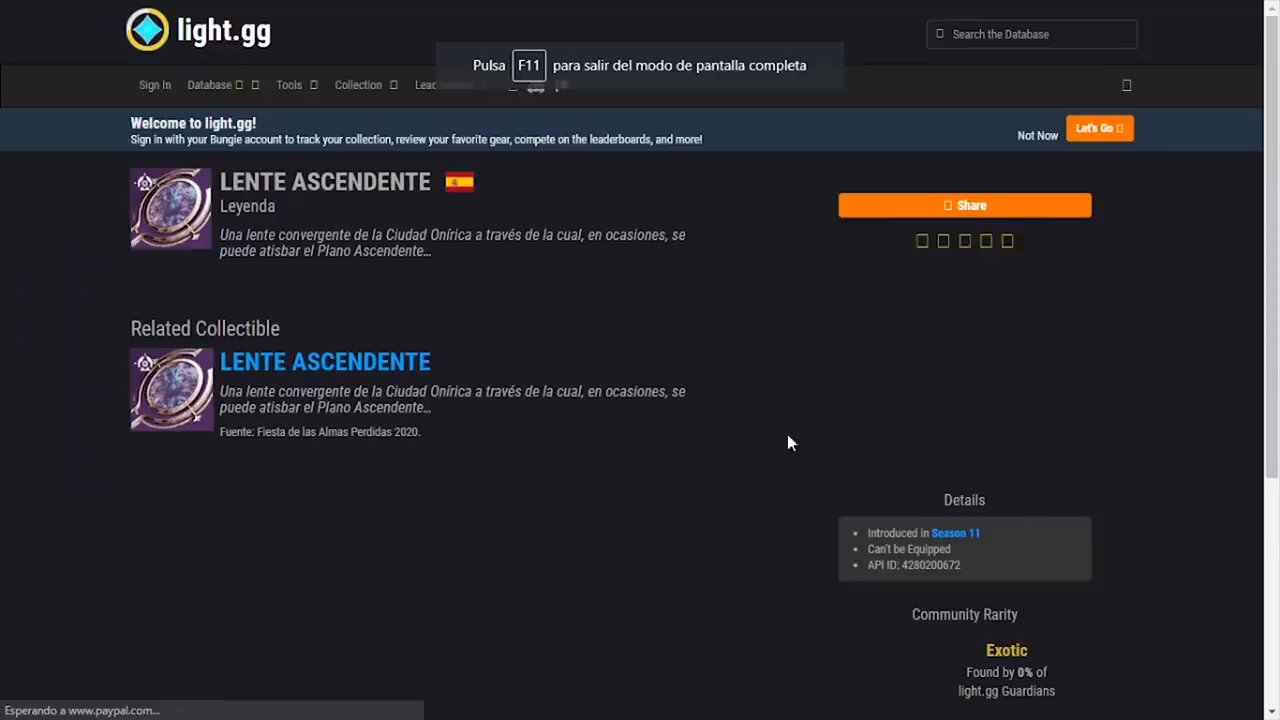 light.gg
Search the Database
Pulsa F11 para salir del modo de pantalla completa
Sign In Database Tools Collection
Welcome to light.gg!
Sign in with your Bungie account to track your collection, review your favorite gear, compete on the leaderboards, and more!
Not Now Let's Go
LENTE ASCENDENTE
Leyenda
Una lente convergente de la Ciudad Onírica a través de la cual, en ocasiones, se
puede atisbar el Plano Ascendente...
Share
Related Collectible
LENTE ASCENDENTE
Una lente convergente de la Ciudad Onírica a través de la cual, en ocasiones, se
puede atisbar el Plano Ascendente...
Fuente: Fiesta de las Almas Perdidas 2020.
Details
Introduced in Season 11
Can't be Equipped
API ID: 4280200672
Community Rarity
Exotic
Found by 0% of
light.gg Guardians
Esperando a www.paypal.com...